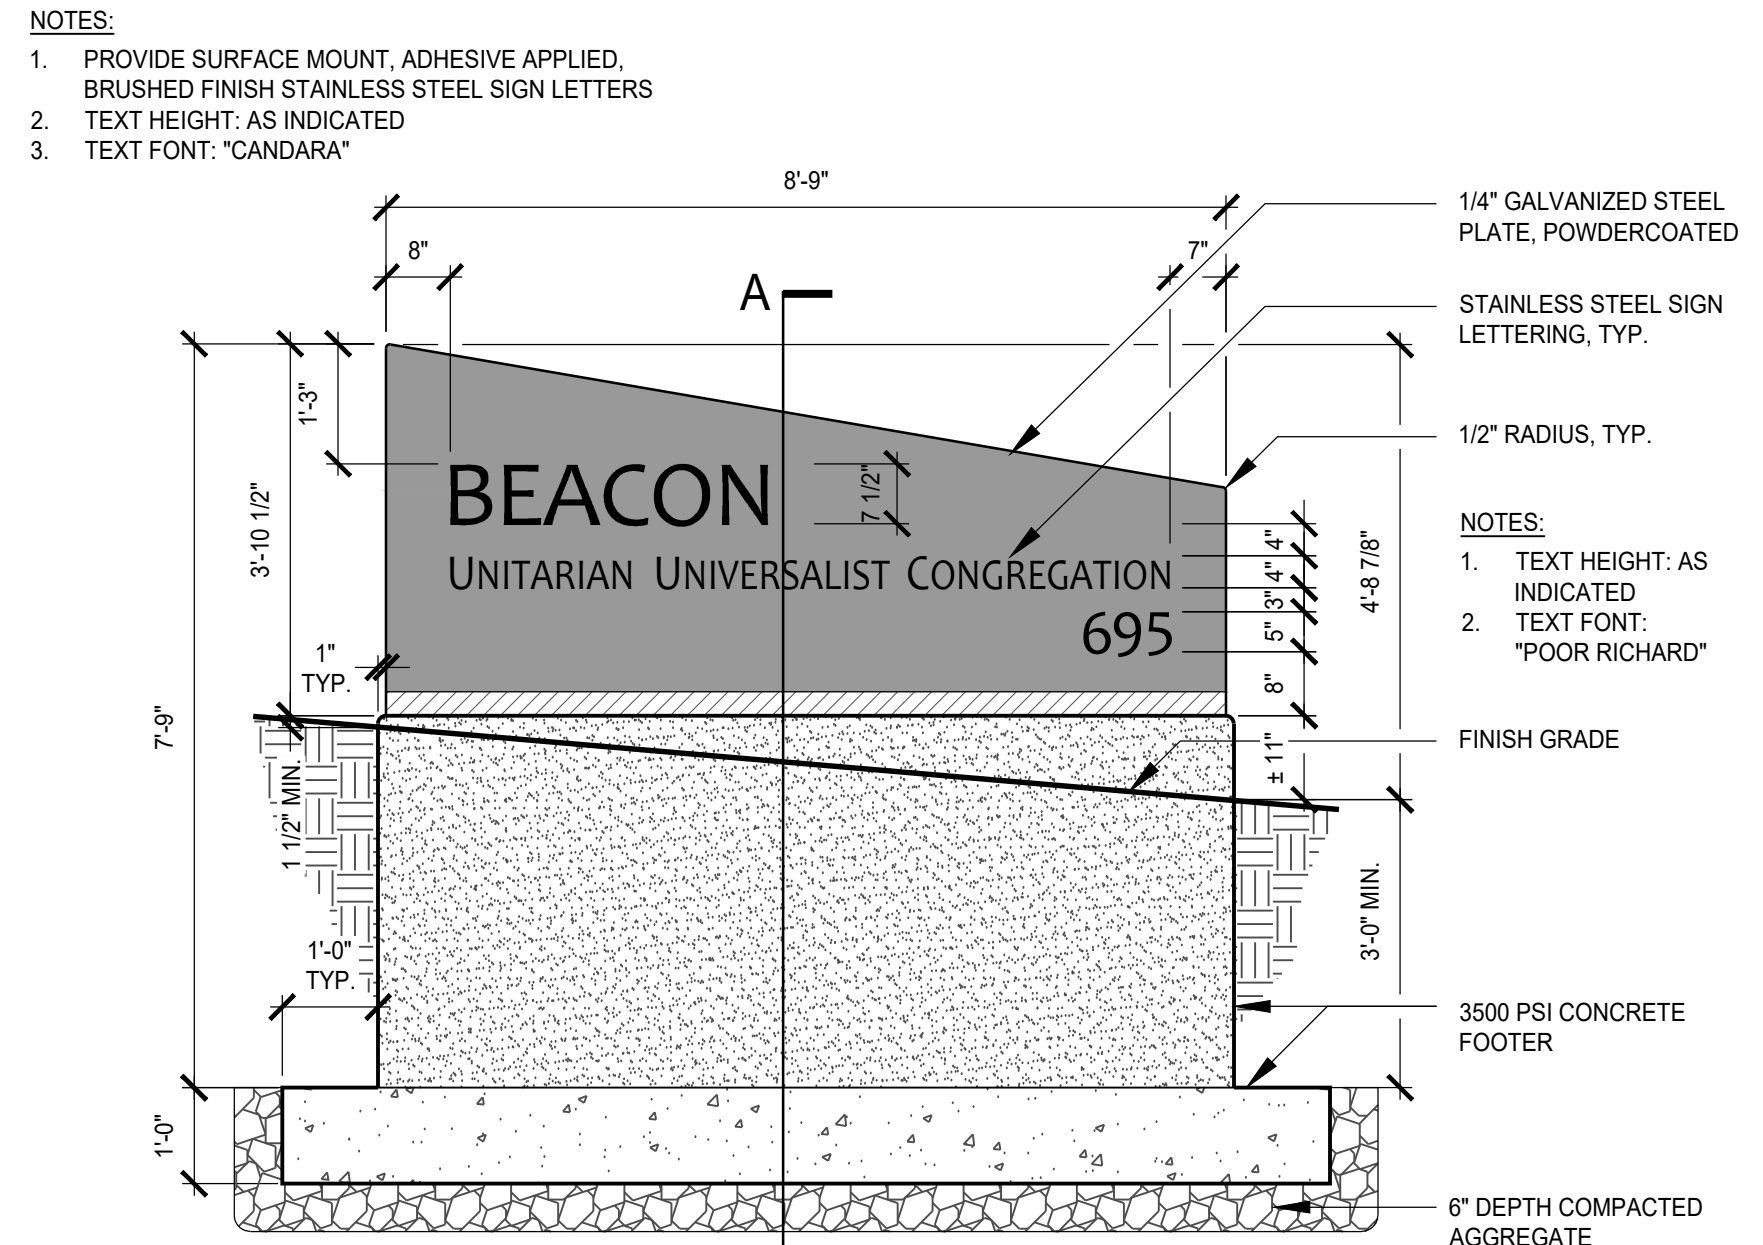 NOTES:
1. PROVIDE SURFACE MOUNT, ADHESIVE APPLIED,
BRUSHED FINISH STAINLESS STEEL SIGN LETTERS
2. TEXT HEIGHT: AS INDICATED
3. TEXT FONT: "CANDARA"
8'-9"
8"
7"
A
1/4" GALVANIZED STEEL
PLATE, POWDERCOATED
STAINLESS STEEL SIGN
LETTERING, TYP.
1'-3"
1/2" RADIUS, TYP.
BEACON
7 1/2"
3'-10 1/2"
UNITARIAN UNIVERSALIST CONGREGATION
695
4"
4"
3"
5"
8"
± 11"
4'-8 7/8"
NOTES:
1. TEXT HEIGHT: AS
INDICATED
2. TEXT FONT:
"POOR RICHARD"
1"
TYP.
7'-9"
FINISH GRADE
1 1/2" MIN.
3'-0" MIN.
1'-0"
TYP.
3500 PSI CONCRETE
FOOTER
1'-0"
6" DEPTH COMPACTED
AGGREGATE